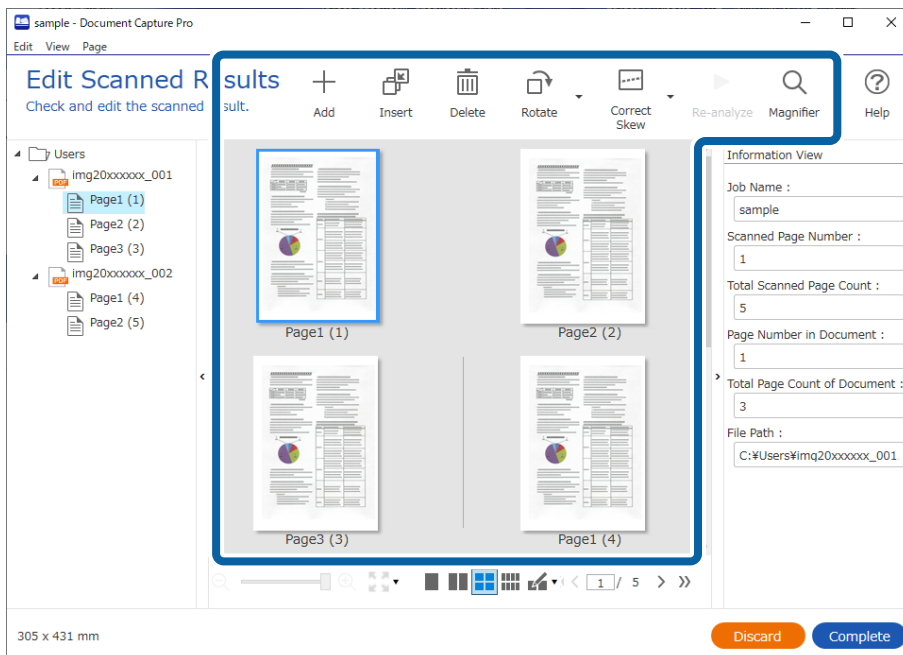 sample - Document Capture Pro
Edit View Page
Edit Scanned Results
Check and edit the scanned result.
Add
Insert
Delete
Rotate
Correct
Skew
Re-analyze
Magnifier
Help
Users
PDF
img20xxxxxx_001
Page1 (1)
Page2 (2)
Page3 (3)
PDF
img20xxxxxx_002
Page1 (4)
Page2 (5)
Page1 (1)
Page2 (2)
Page3 (3)
Page1 (4)
Information View
Job Name :
sample
Scanned Page Number :
1
Total Scanned Page Count :
5
Page Number in Document :
1
Total Page Count of Document :
3
File Path :
C:¥Users¥img20xxxxxx_001.
1 / 5
305 x 431 mm
Discard
Complete